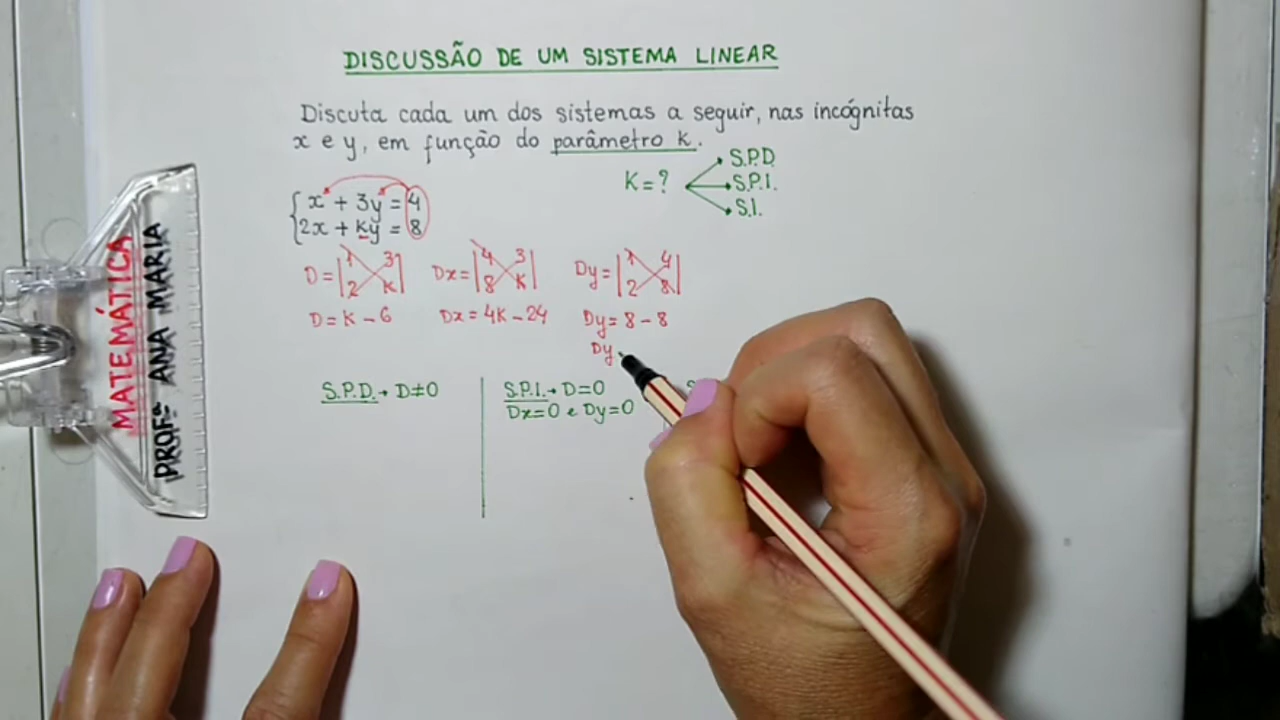 DISCUSSÃO DE UM SISTEMA LINEAR
Discuta cada um dos sistemas a seguir, nas incógnitas
x e y, em função do parâmetro k.
K = ?
S.P.D.
S.P.I.
S.I.
x + 3y = 4
2x + ky = 8
D = |1 3|
|2 K|
Dx = |4 3|
|8 K|
Dy = |1 4|
|2 8|
D = K - 6
Dx = 4K - 24
Dy = 8 - 8
Dy
S.P.D. → D≠0
S.P.I. → D=0
Dx=0 e Dy=0
MATEMÁTICA
PROFª ANA MARIA